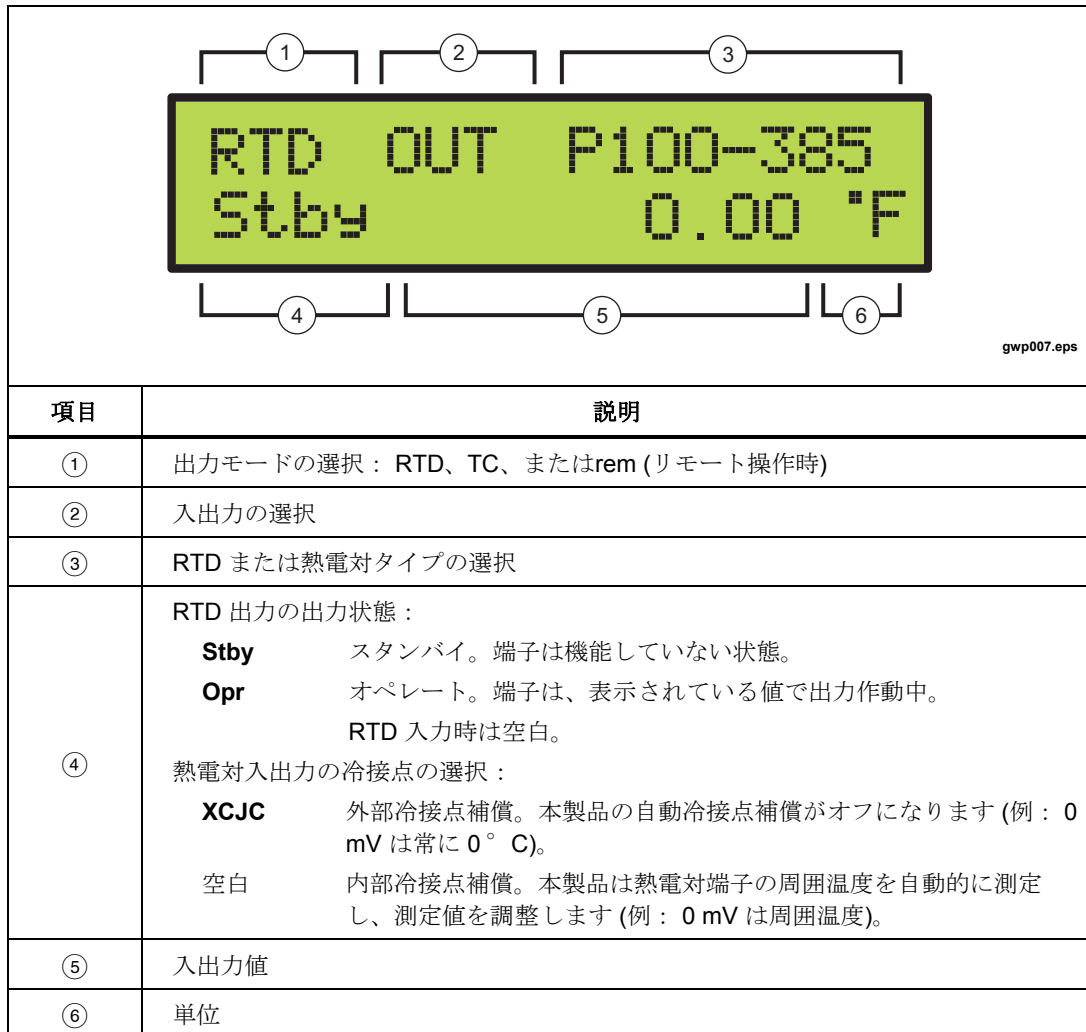 ① ② ③
RTD OUT P100-385
Stby 0.00 °F
④ ⑤ ⑥
gwp007.eps
項目 説明
① 出力モードの選択： RTD、TC、またはrem (リモート操作時)
② 入出力の選択
③ RTD または熱電対タイプの選択
④
RTD 出力の出力状態：
Stby スタンバイ。端子は機能していない状態。
Opr オペレート。端子は、表示されている値で出力作動中。
RTD 入力時は空白。
熱電対入出力の冷接点の選択：
XCJC 外部冷接点補償。本製品の自動冷接点補償がオフになります (例： 0
mV は常に 0° C)。
空白 内部冷接点補償。本製品は熱電対端子の周囲温度を自動的に測定
し、測定値を調整します (例： 0 mV は周囲温度)。
⑤ 入出力値
⑥ 単位